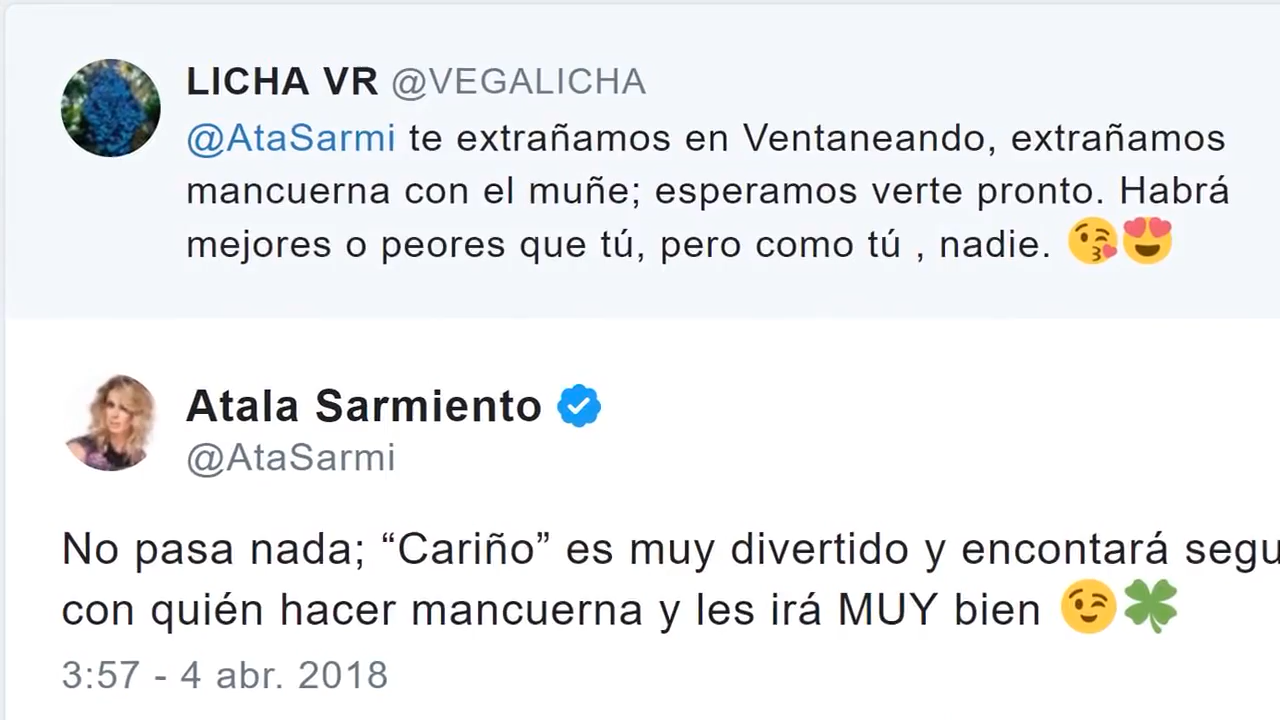 LICHA VR @VEGALICHA
@AtaSarmi te extrañamos en Ventaneando, extrañamos
mancuerna con el muñe; esperamos verte pronto. Habrá
mejores o peores que tú, pero como tú , nadie. 😘😍
Atala Sarmiento
@AtaSarmi
No pasa nada; “Cariño” es muy divertido y encontará
con quién hacer mancuerna y les irá MUY bien 😉🍀
3:57 - 4 abr. 2018